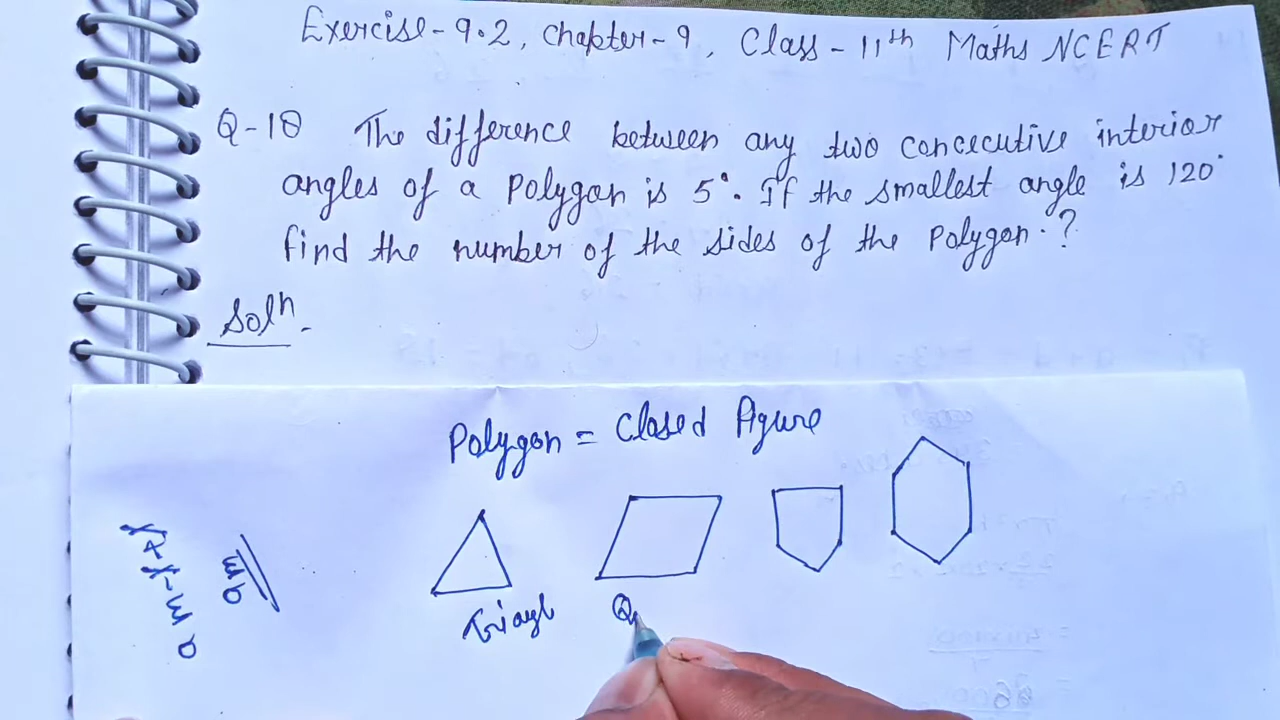 Exercise-9.2, Chapter-9, Class-11th Maths NCERT
Q-18 The difference between any two concecutive interior
angles of a Polygon is 5°. If the smallest angle is 120°
find the number of the sides of the Polygon.?
Solⁿ.
Polygon = Closed Figure
Triangl
Q